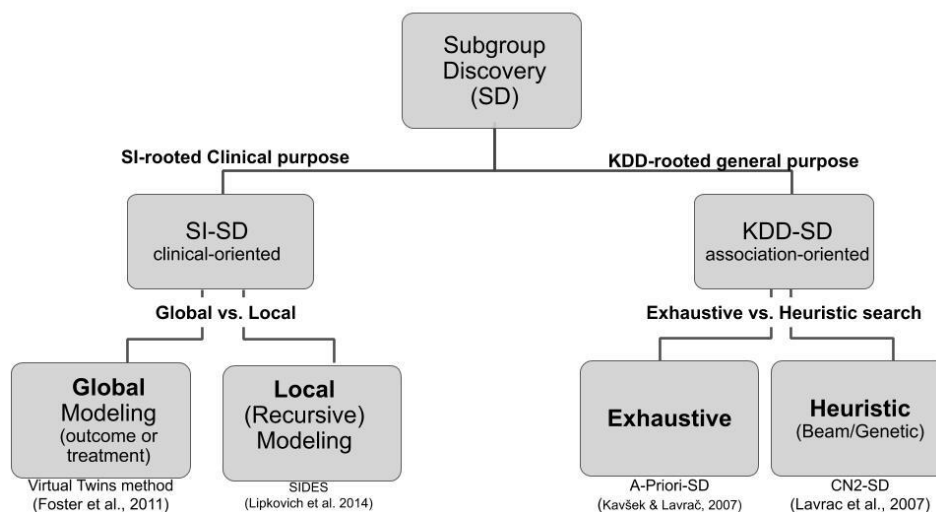 Subgroup
Discovery
(SD)
SI-rooted Clinical purpose
KDD-rooted general purpose
SI-SD
clinical-oriented
KDD-SD
association-oriented
Global vs. Local
Exhaustive vs. Heuristic search
Global
Modeling
(outcome or
treatment)
Local
(Recursive)
Modeling
Exhaustive
Heuristic
(Beam/Genetic)
Virtual Twins method
(Foster et al., 2011)
SIDES
(Lipkovich et al. 2014)
A-Priori-SD
(Kavšek & Lavrač, 2007)
CN2-SD
(Lavrac et al., 2007)